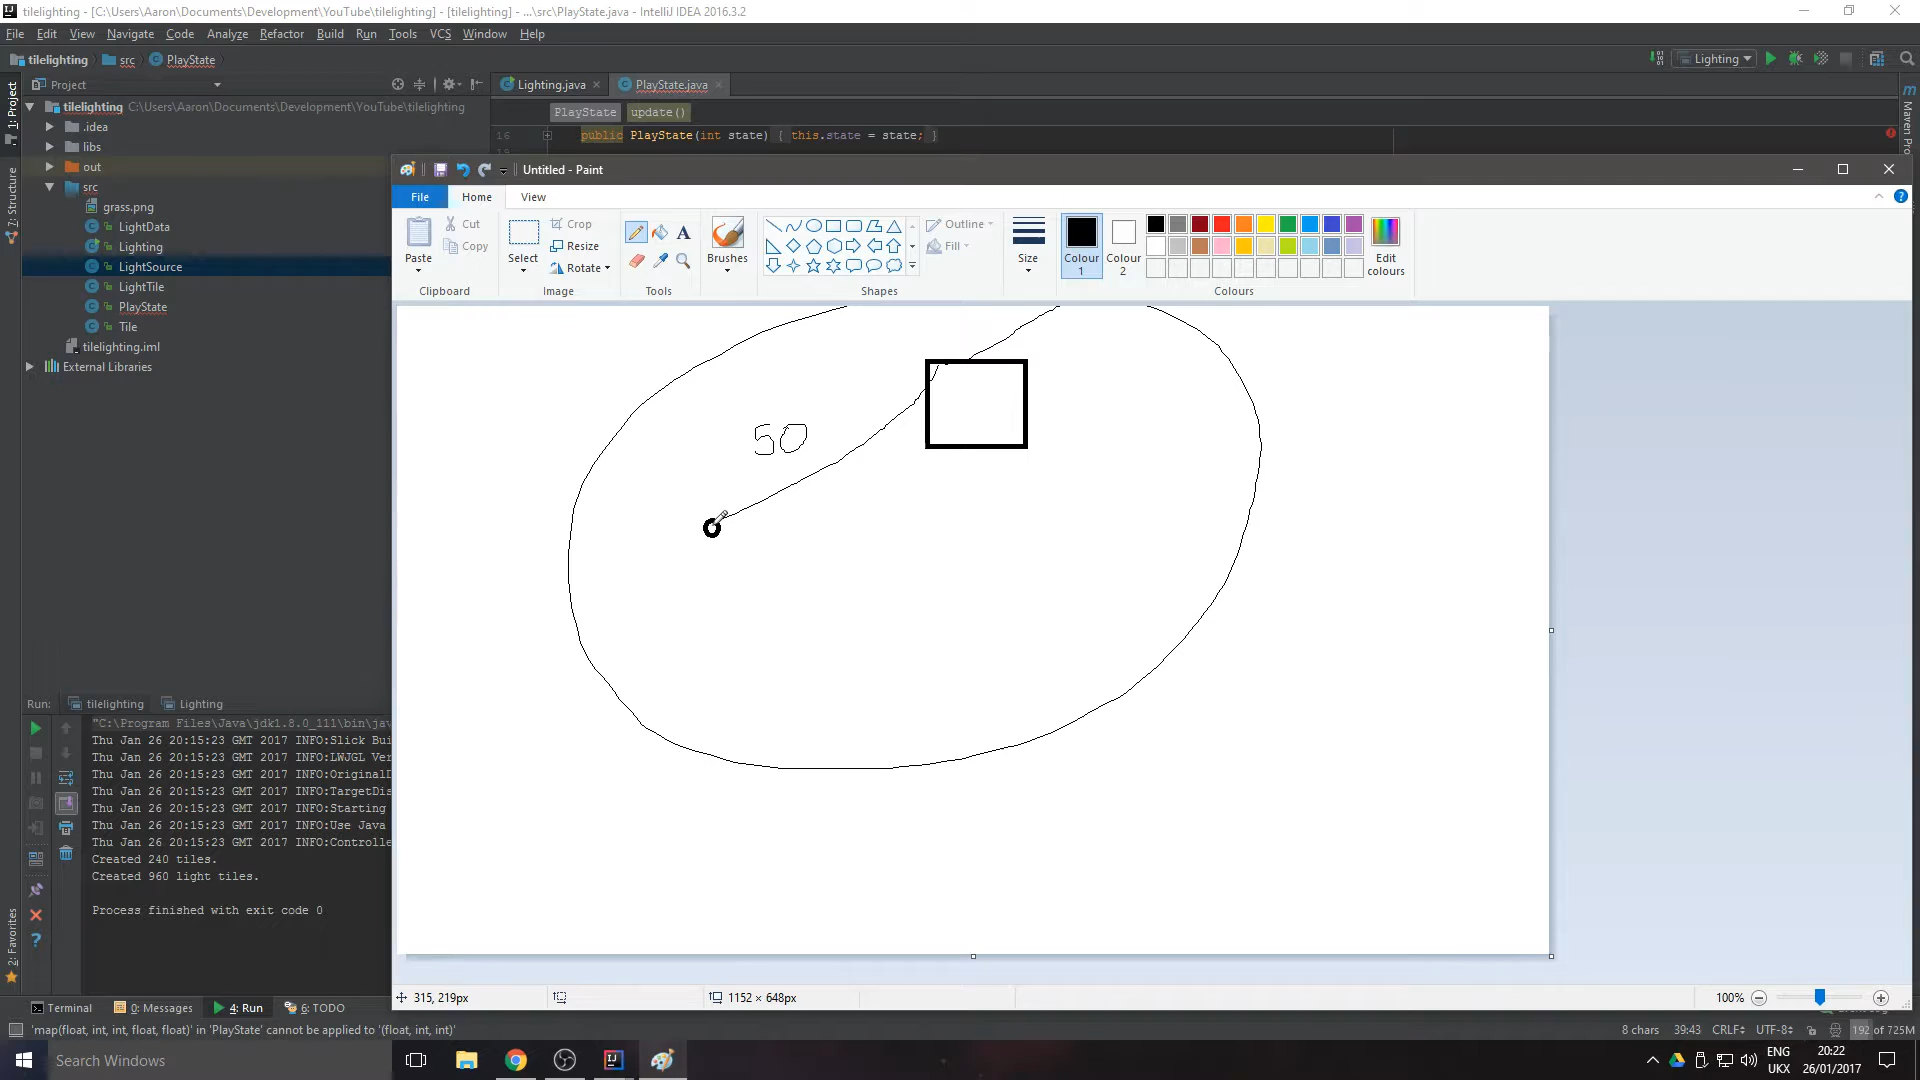 tilelighting - [C:\Users\Aaron\Documents\Development\YouTube\tilelighting] - [tilelighting] - ...\src\PlayState.java - IntelliJ IDEA 2016.3.2
File Edit View Navigate Code Analyze Refactor Build Run Tools VCS Window Help
tilelighting src PlayState Lighting
Project Lighting.java PlayState.java
1: Project
7: Structure
2: Favorites
tilelighting C:\Users\Aaron\Documents\Development\YouTube\tilelighting
.idea
libs
out
src
grass.png
LightData
Lighting
LightSource
LightTile
PlayState
Tile
tilelighting.iml
External Libraries
PlayState update()
16 public PlayState(int state) { this.state = state; }
Maven Pro
Untitled - Paint
File Home View
Paste Cut Copy
Select Crop Resize Rotate
Brushes
Outline Fill
Size
Colour 1
Colour 2
Edit colours
Clipboard Image Tools Shapes Colours
50
Run: tilelighting Lighting
"C:\Program Files\Java\jdk1.8.0_111\bin\jav
Thu Jan 26 20:15:23 GMT 2017 INFO:Slick Bui
Thu Jan 26 20:15:23 GMT 2017 INFO:LWJGL Ver
Thu Jan 26 20:15:23 GMT 2017 INFO:OriginalD
Thu Jan 26 20:15:23 GMT 2017 INFO:TargetDis
Thu Jan 26 20:15:23 GMT 2017 INFO:Starting
Thu Jan 26 20:15:23 GMT 2017 INFO:Use Java
Thu Jan 26 20:15:23 GMT 2017 INFO:Controlle
Created 240 tiles.
Created 960 light tiles.
Process finished with exit code 0
315, 219px 1152 × 648px 100%
Terminal 0: Messages 4: Run 6: TODO
'map(float, int, int, float, float)' in 'PlayState' cannot be applied to '(float, int, int)' 8 chars 39:43 CRLF UTF-8 192 of 725M
Search Windows
ENG
UKX
20:22
26/01/2017